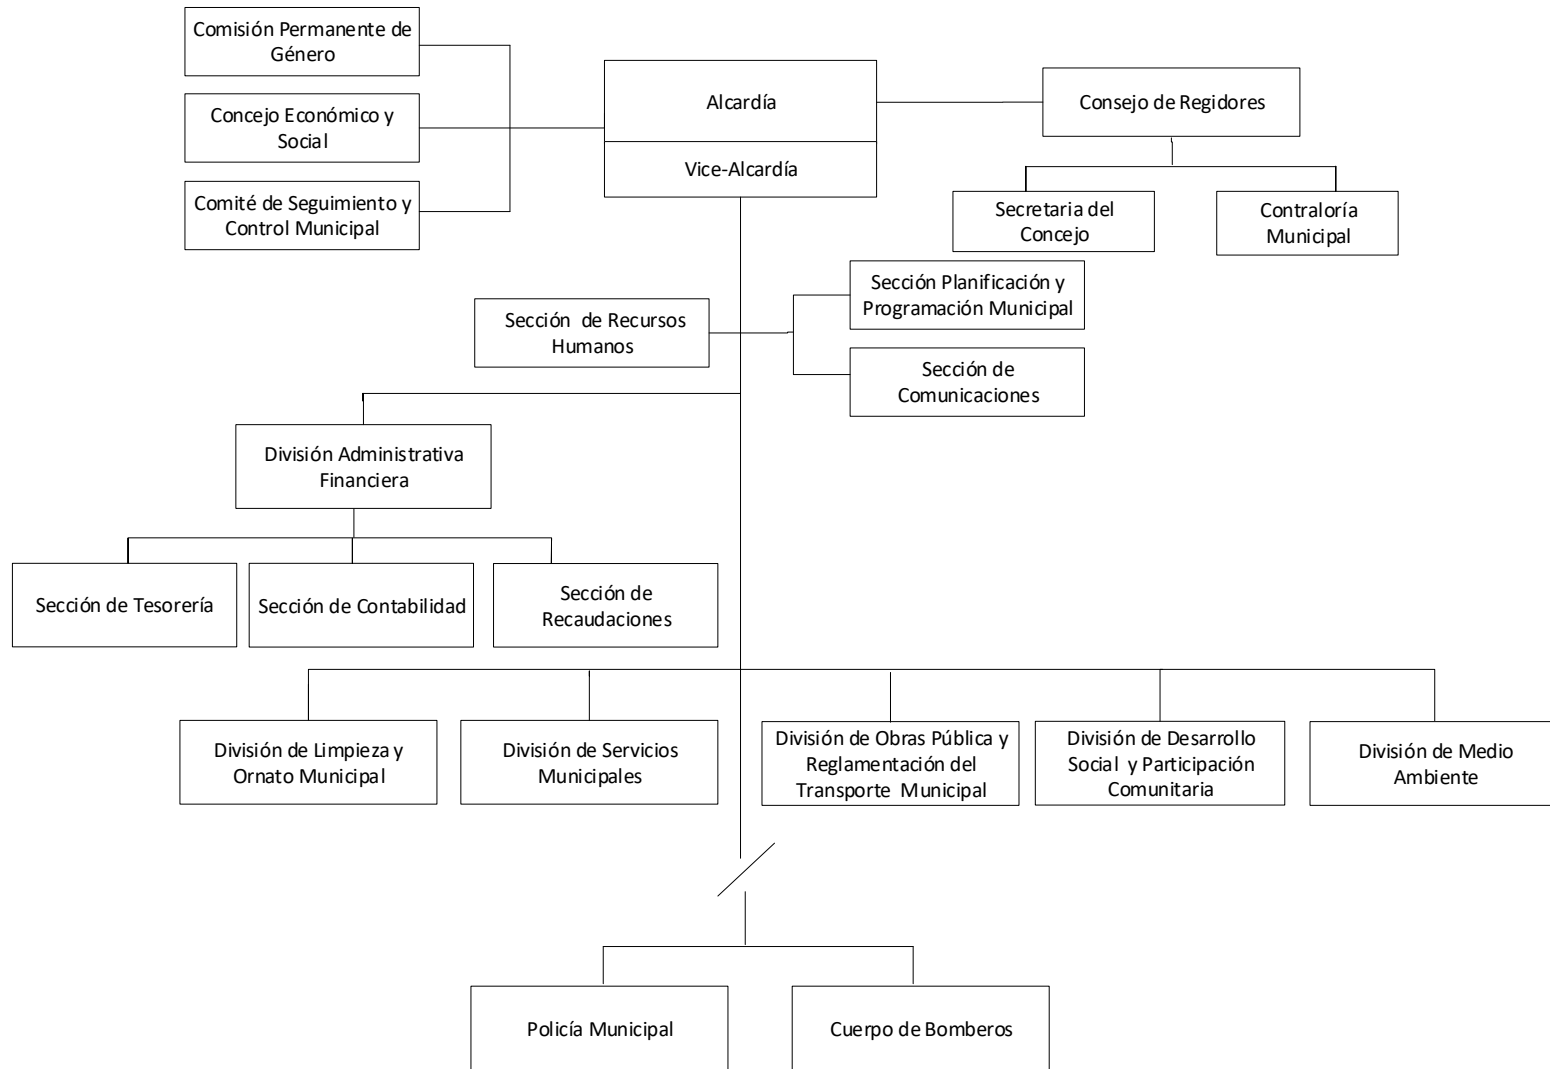 Comisión Permanente de
Género
Concejo Económico y
Social
Comité de Seguimiento y
Control Municipal
Alcardía
Vice-Alcardía
Consejo de Regidores
Secretaria del
Concejo
Contraloría
Municipal
Sección de Recursos
Humanos
Sección Planificación y
Programación Municipal
Sección de
Comunicaciones
División Administrativa
Financiera
Sección de Tesorería
Sección de Contabilidad
Sección de
Recaudaciones
División de Limpieza y
Ornato Municipal
División de Servicios
Municipales
División de Obras Pública y
Reglamentación del
Transporte Municipal
División de Desarrollo
Social y Participación
Comunitaria
División de Medio
Ambiente
Policía Municipal
Cuerpo de Bomberos